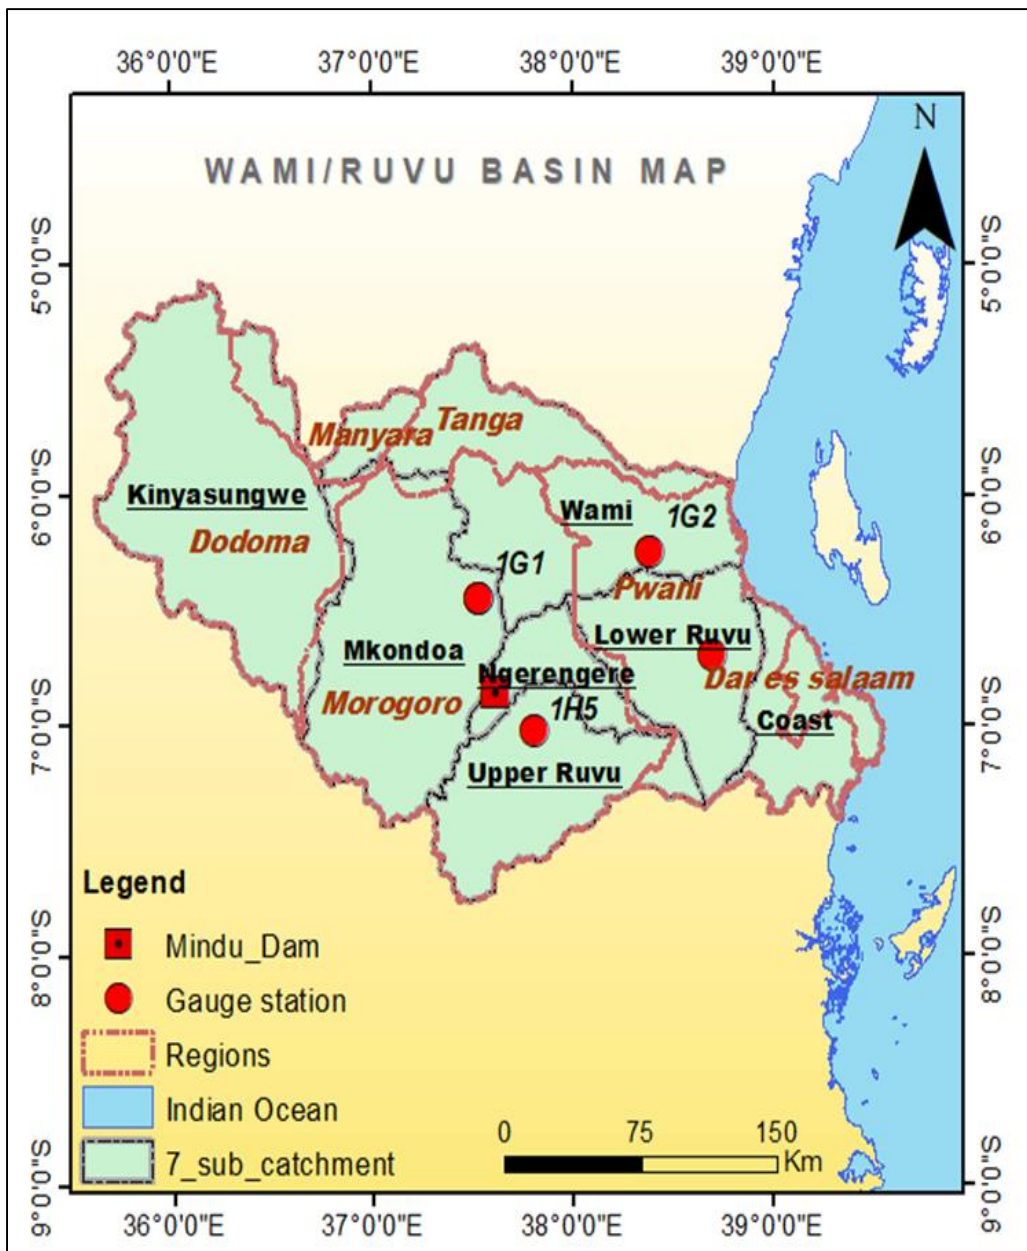 36°0'0"E 37°0'0"E 38°0'0"E 39°0'0"E
N
WAMI/RUVU BASIN MAP
5°0'0"S 5°0'0"S
Tanga
Manyara
Kinyasungwe
6°0'0"S 6°0'0"S
Wami 1G2
Dodoma
1G1
Pwani
Lower Ruvu
Mkondoa
Ngerengere
Dar es salaam
Morogoro
1H5
Coast
7°0'0"S 7°0'0"S
Upper Ruvu
Legend
Mindu_Dam
8°0'0"S 8°0'0"S
Gauge station
Regions
Indian Ocean
0 75 150
Km
7_sub_catchment
9°0'0"S 9°0'0"S
36°0'0"E 37°0'0"E 38°0'0"E 39°0'0"E